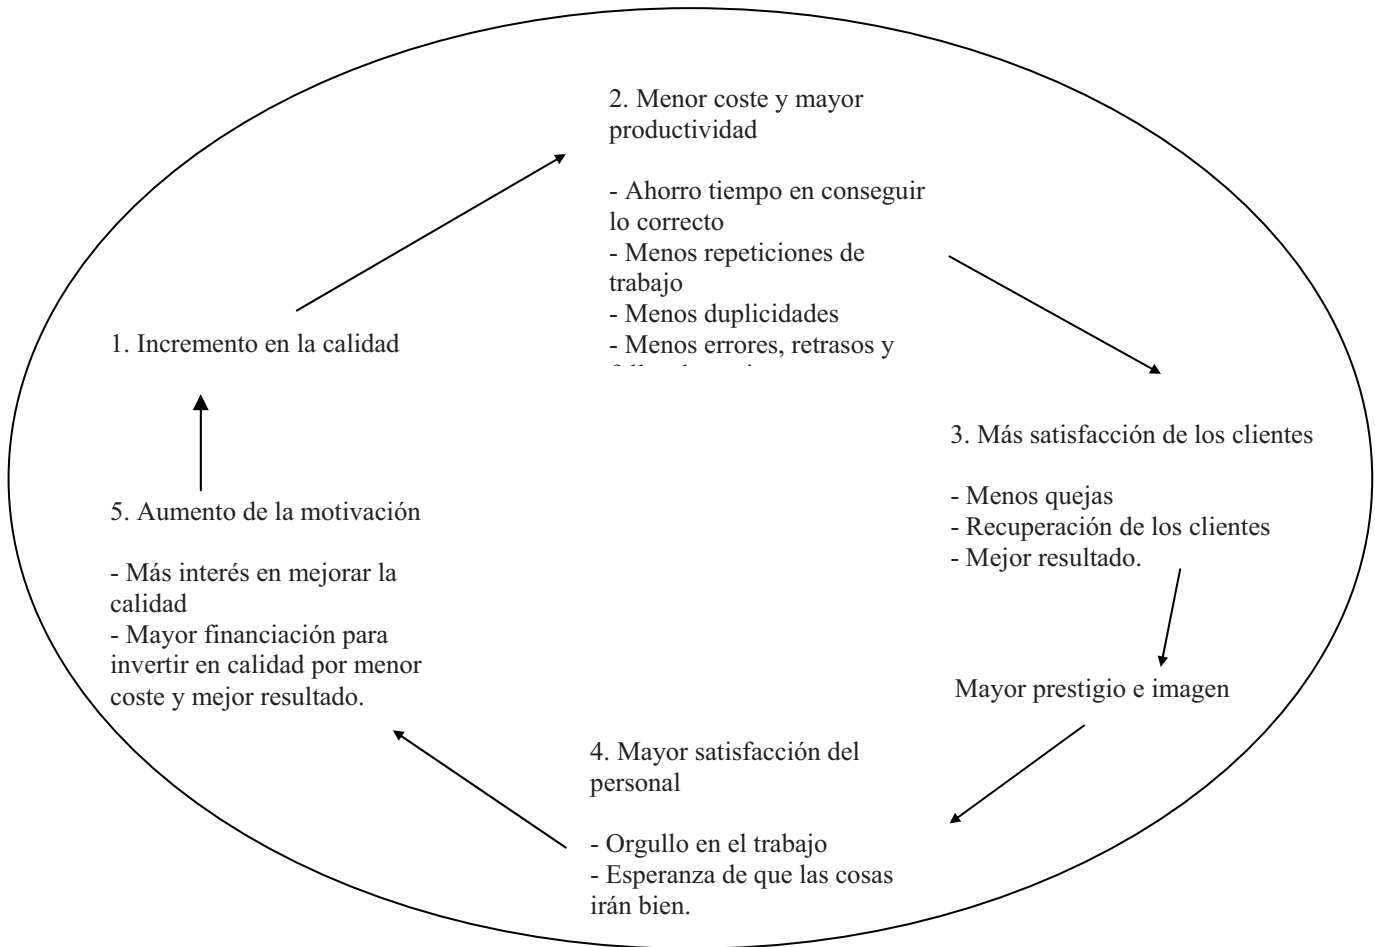 2. Menor coste y mayor
productividad
- Ahorro tiempo en conseguir
lo correcto
- Menos repeticiones de
trabajo
- Menos duplicidades
- Menos errores, retrasos y
1. Incremento en la calidad
3. Más satisfacción de los clientes
- Menos quejas
- Recuperación de los clientes
- Mejor resultado.
Mayor prestigio e imagen
4. Mayor satisfacción del
personal
- Orgullo en el trabajo
- Esperanza de que las cosas
irán bien.
5. Aumento de la motivación
- Más interés en mejorar la
calidad
- Mayor financiación para
invertir en calidad por menor
coste y mejor resultado.